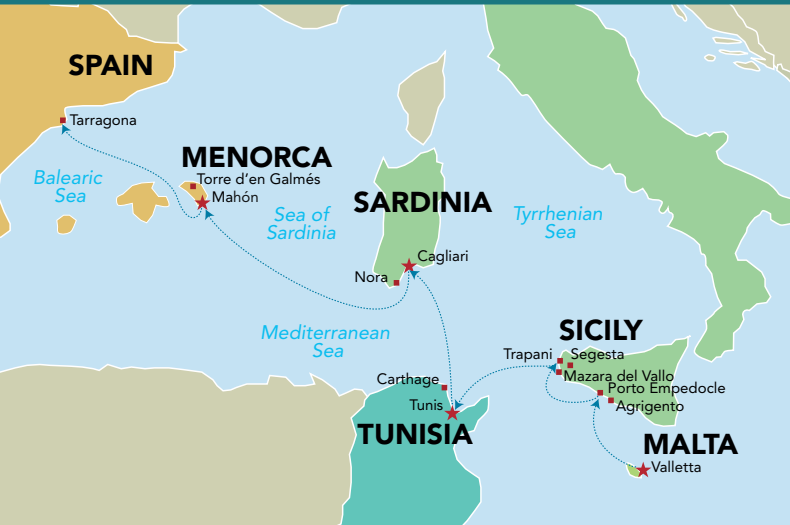 SPAIN
Tarragona
MENORCA
Torre d'en Galmés
Mahón
Balearic
Sea
Sea of
Sardinia
SARDINIA
Tyrrhenian
Sea
Cagliari
Nora
Mediterranean
Sea
SICILY
Trapani
Segesta
Mazara del Vallo
Porto Empedocle
Agrigento
Carthage
Tunis
TUNISIA
MALTA
Valletta